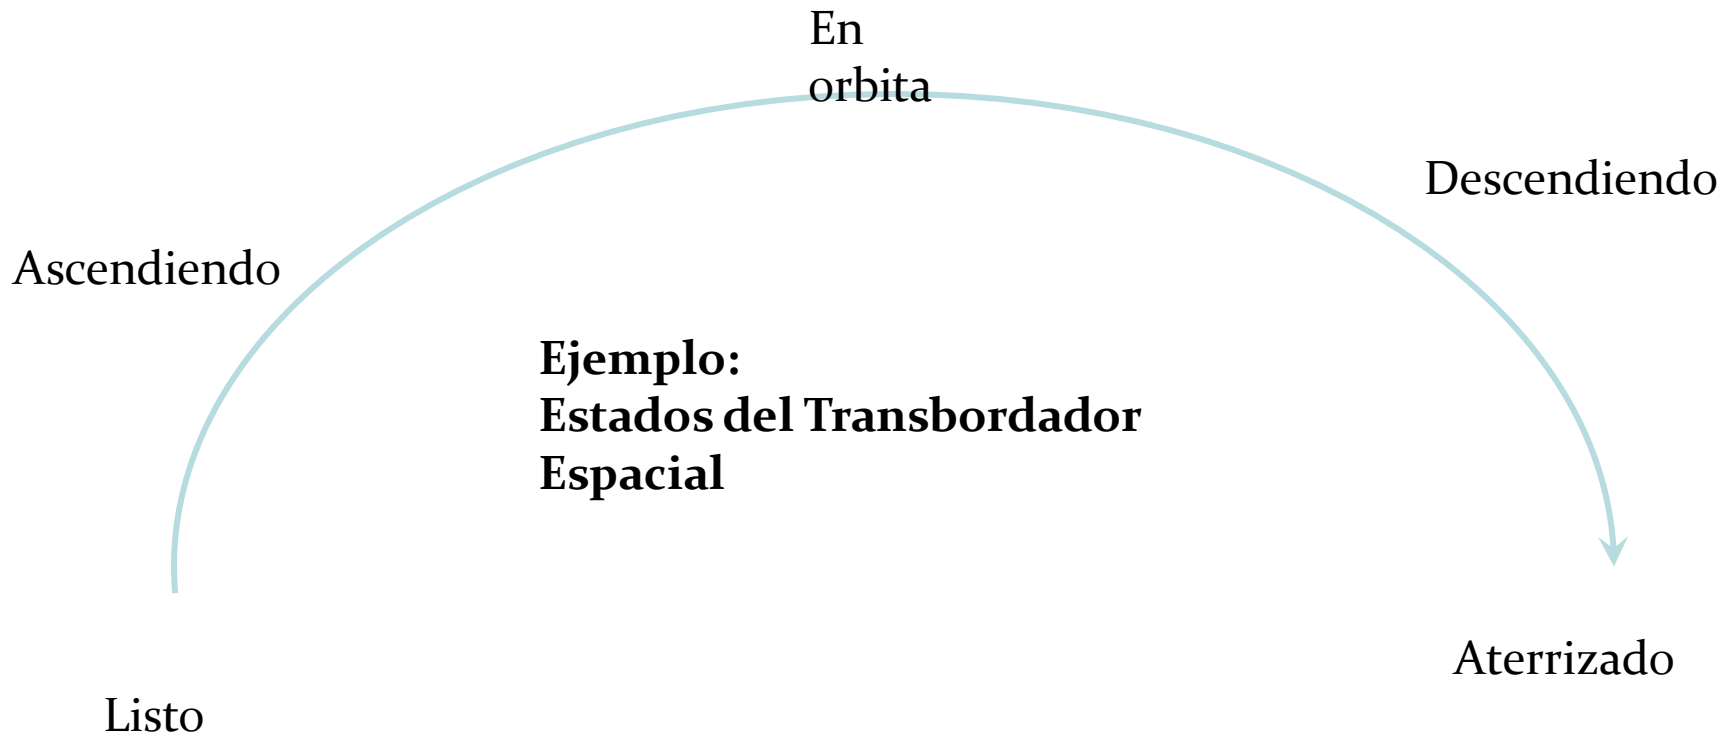 En
orbita
Descendiendo
Ascendiendo
Ejemplo:
Estados del Transbordador
Espacial
Aterrizado
Listo